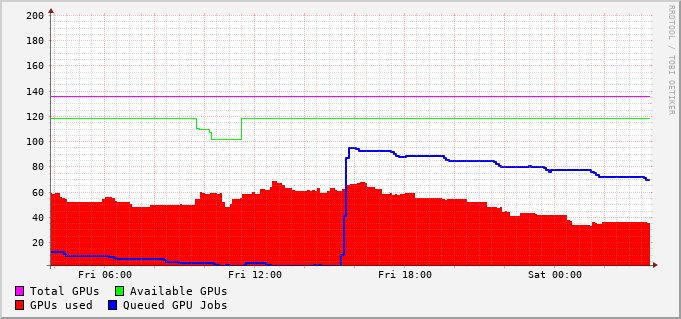 200
180
160
140
120
100
80
60
40
20
Fri 06:00 Fri 12:00 Fri 18:00 Sat 00:00
Total GPUs Available GPUs
GPUs used Queued GPU Jobs
RRDTOOL / TOBI OETIKER